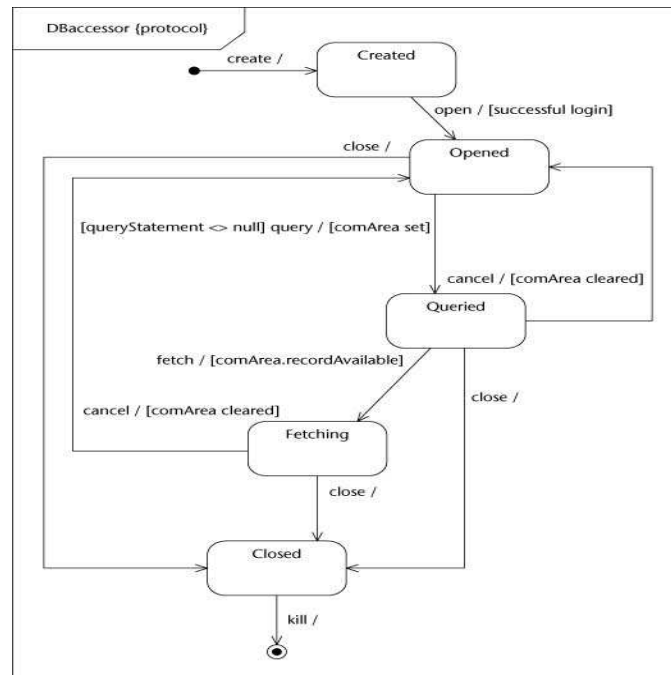 DBaccessor {protocol}
create /
Created
open / [successful login]
close /
Opened
[queryStatement <> null] query / [comArea set]
cancel / [comArea cleared]
Queried
fetch / [comArea.recordAvailable]
close /
cancel / [comArea cleared]
Fetching
close /
Closed
kill /